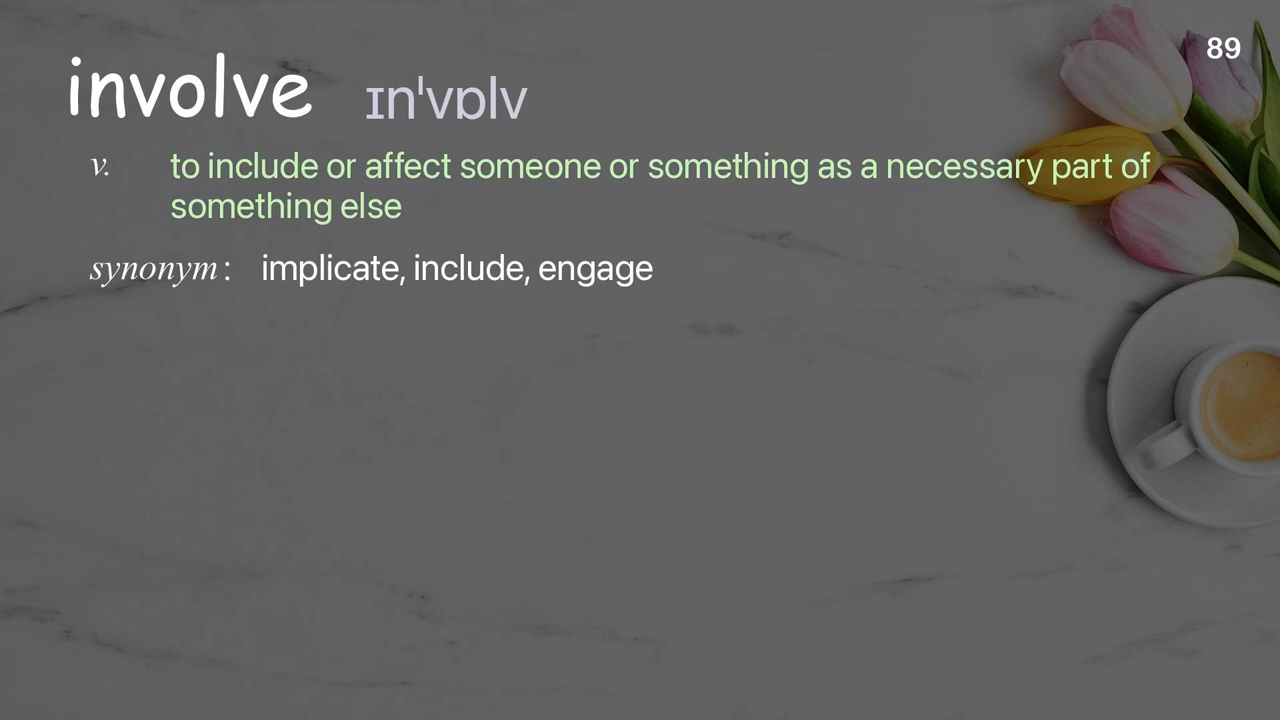 89
involve ɪnˈvɒlv
v. to include or affect someone or something as a necessary part of
something else
synonym : implicate, include, engage